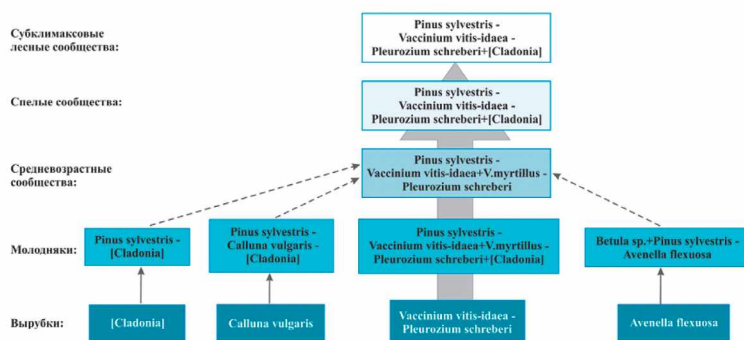 Субклимаксовые
лесные сообщества:
Pinus sylvestris -
Vaccinium vitis-idaea -
Pleurozium schreberi+[Cladonia]
Спелые сообщества:
Pinus sylvestris -
Vaccinium vitis-idaea -
Pleurozium schreberi+[Cladonia]
Средневозрастные
сообщества:
Pinus sylvestris -
Vaccinium vitis-idaea+V.myrtillus -
Pleurozium schreberi
Молодняки:
Pinus sylvestris -
[Cladonia]
Pinus sylvestris -
Calluna vulgaris -
[Cladonia]
Pinus sylvestris -
Vaccinium vitis-idaea+V.myrtillus -
Pleurozium schreberi+[Cladonia]
Betula sp.+Pinus sylvestris -
Avenella flexuosa
Вырубки:
[Cladonia]
Calluna vulgaris
Vaccinium vitis-idaea -
Pleurozium schreberi
Avenella flexuosa